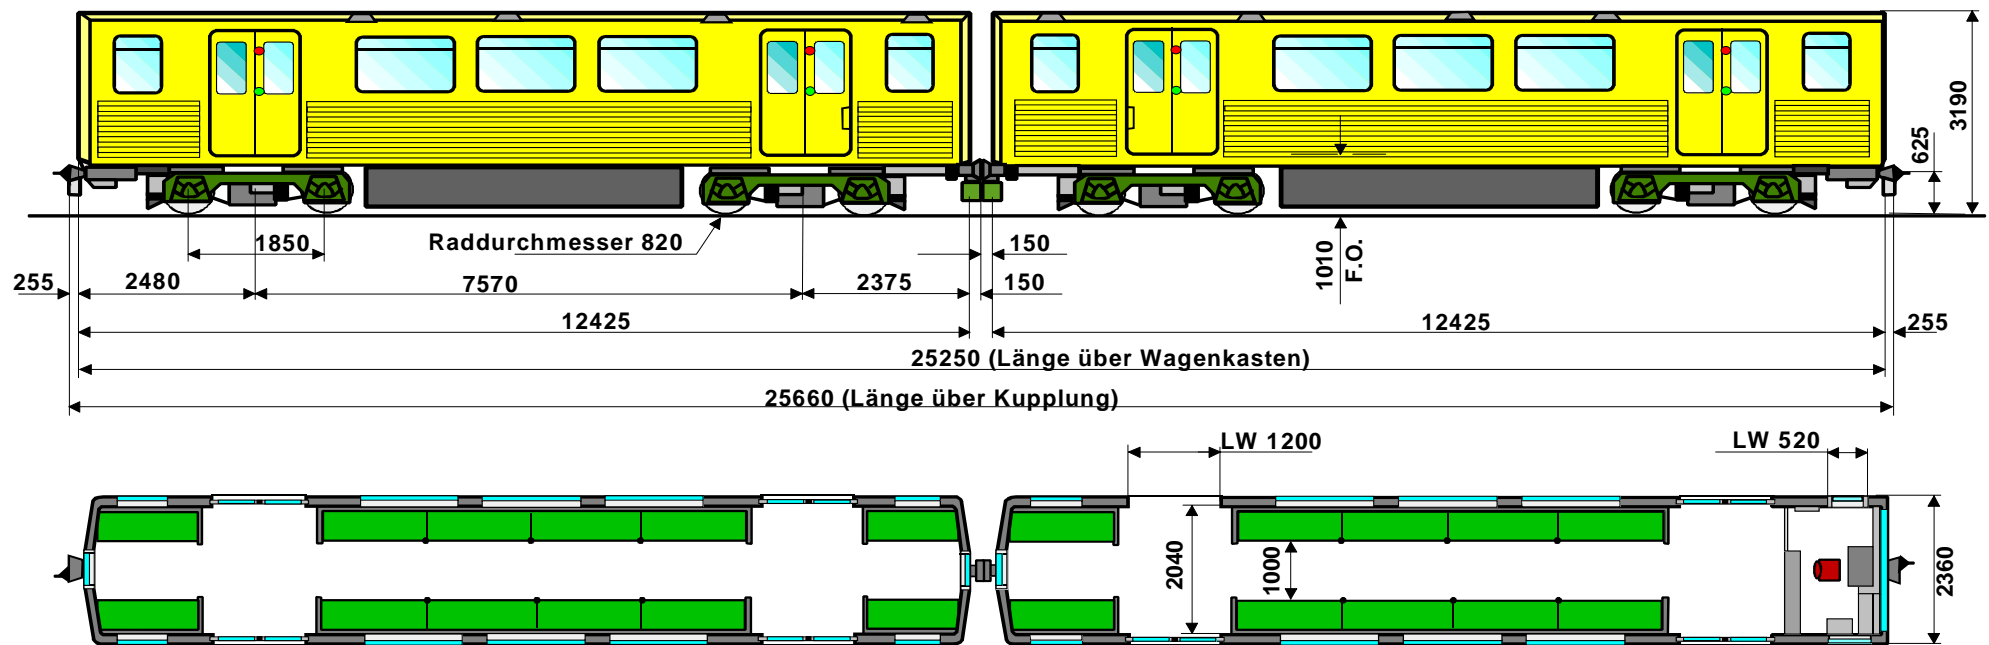 3190
625
1850
Raddurchmesser 820
150
1010
F.O.
255
2480
7570
2375
150
12425
12425
255
25250 (Länge über Wagenkasten)
25660 (Länge über Kupplung)
LW 1200
LW 520
2040
1000
2360